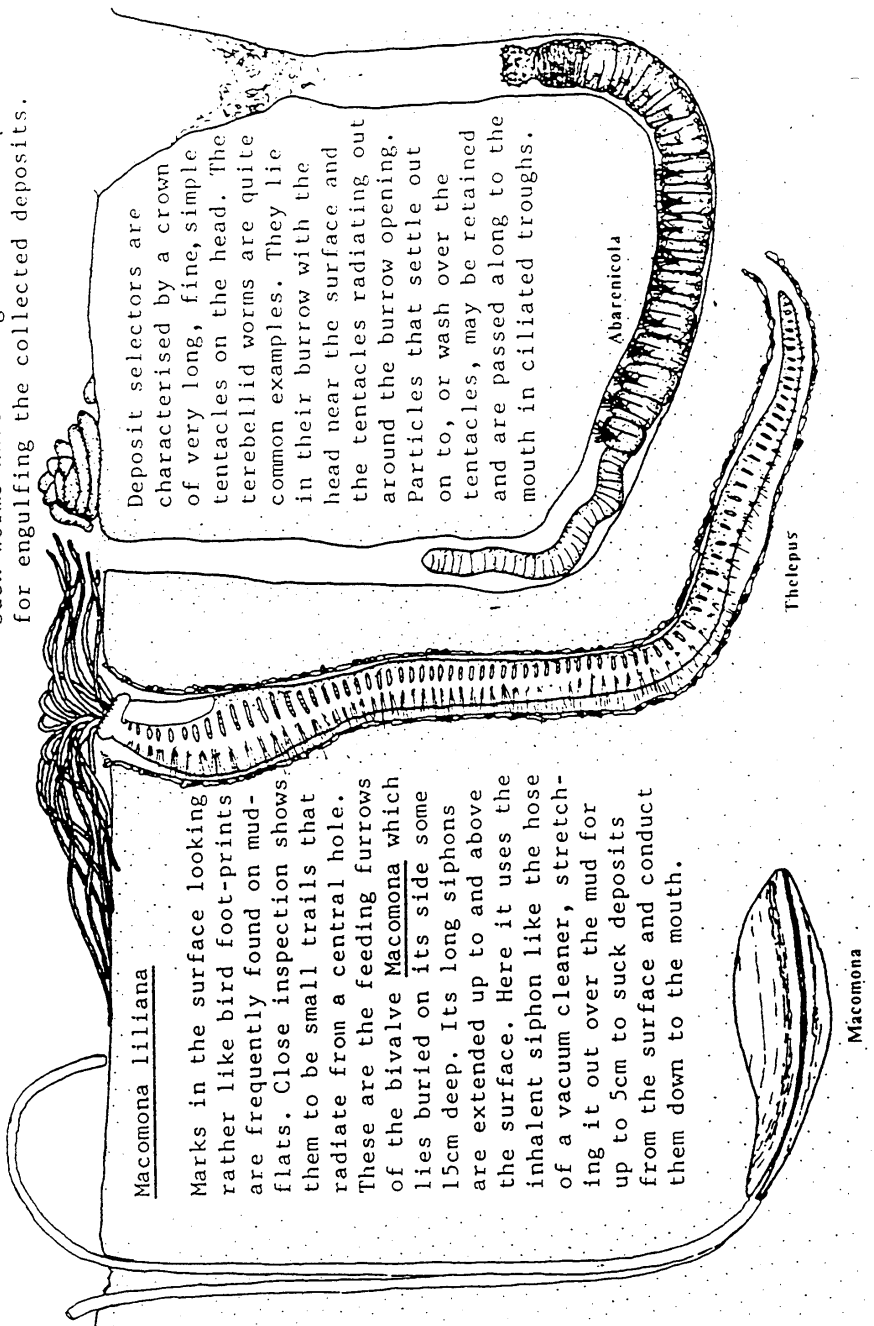 for engulfing the collected deposits.
Macomona liliana
Marks in the surface looking
rather like bird foot-prints
are frequently found on mud-
flats. Close inspection shows
them to be small trails that
radiate from a central hole.
These are the feeding furrows
of the bivalve Macomona which
lies buried on its side some
15cm deep. Its long siphons
are extended up to and above
the surface. Here it uses the
inhalent siphon like the hose
of a vacuum cleaner, stretch-
ing it out over the mud for
up to 5cm to suck deposits
from the surface and conduct
them down to the mouth.
Deposit selectors are
characterised by a crown
of very long, fine, simple
tentacles on the head. The
terebellid worms are quite
common examples. They lie
in their burrow with the
head near the surface and
the tentacles radiating out
around the burrow opening.
Particles that settle out
on to, or wash over the
tentacles, may be retained
and are passed along to the
mouth in ciliated troughs.
Macomona
Thelepus
Abarenicola